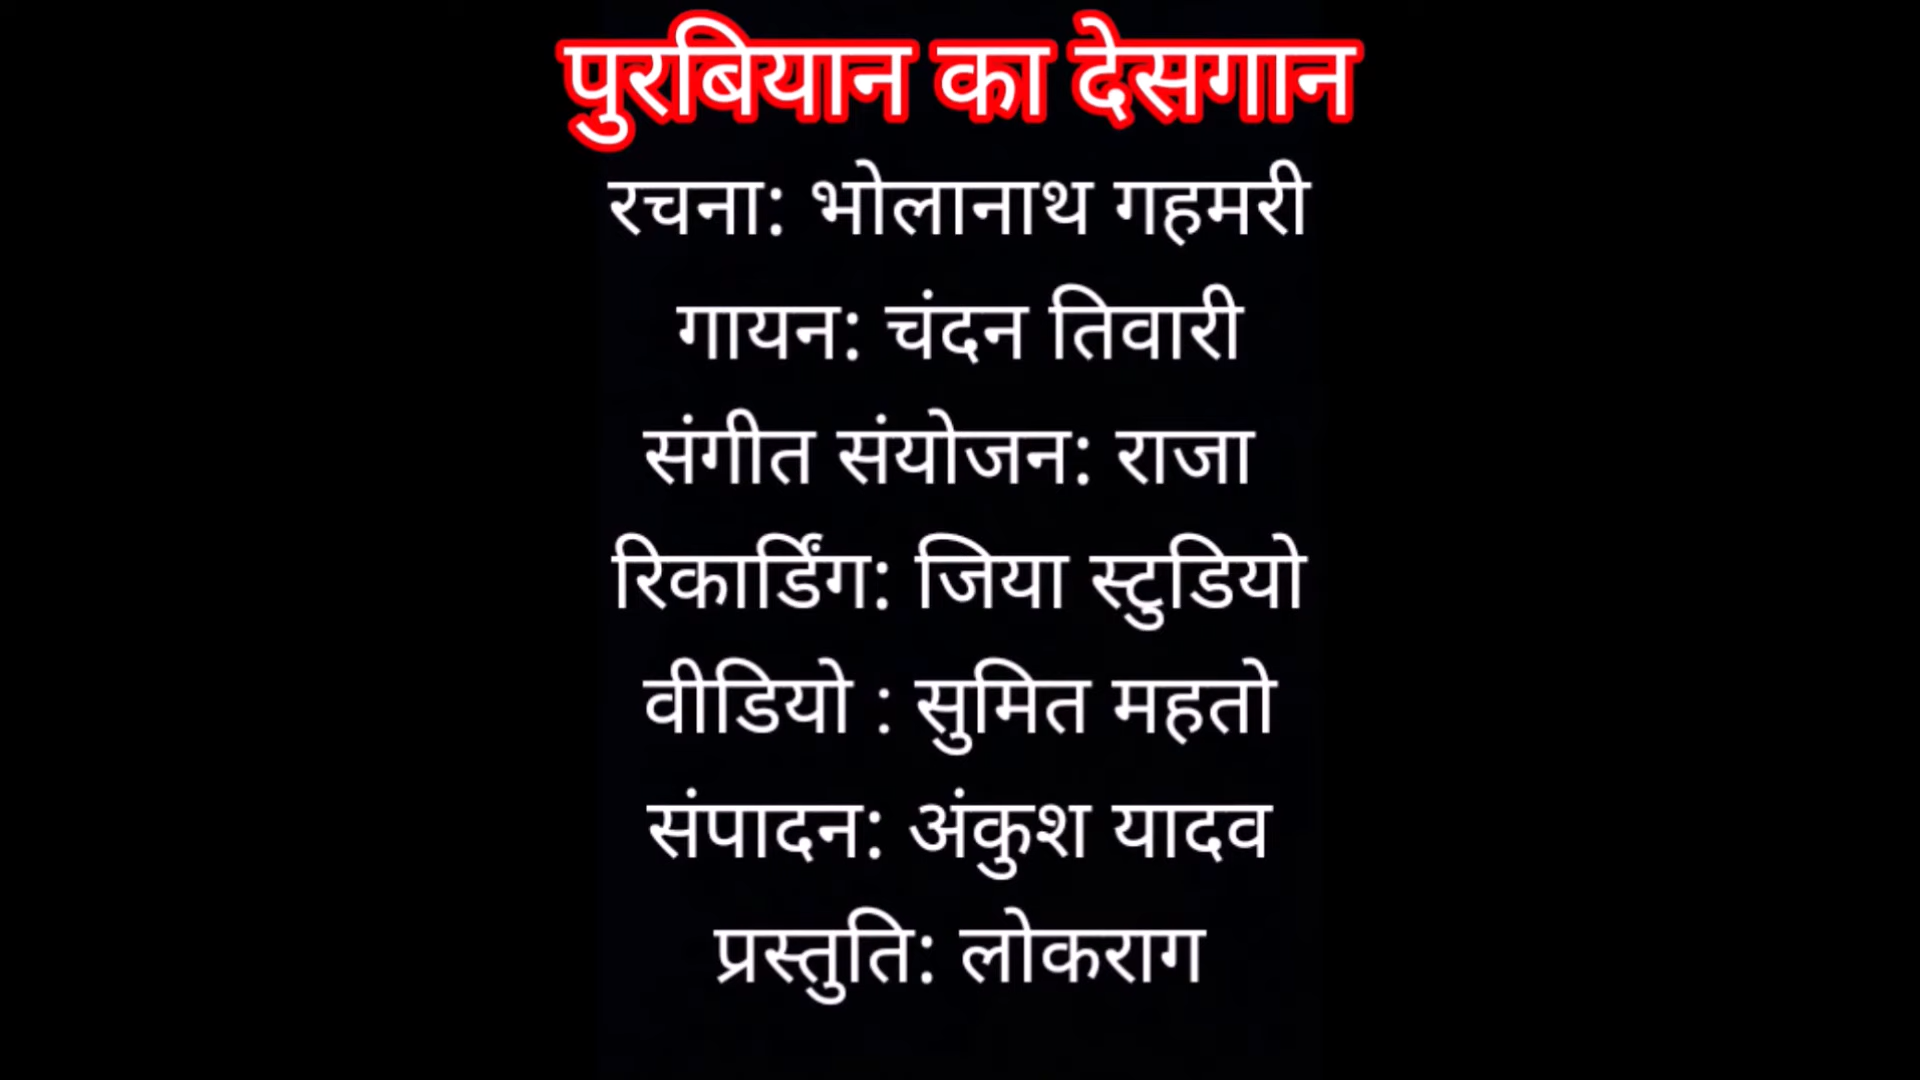 पुरबियान का देसगान
रचना: भोलानाथ गहमरी
गायन: चंदन तिवारी
संगीत संयोजन: राजा
रिकार्डिंग: जिया स्टुडियो
वीडियो : सुमित महतो
संपादन: अंकुश यादव
प्रस्तुति: लोकराग